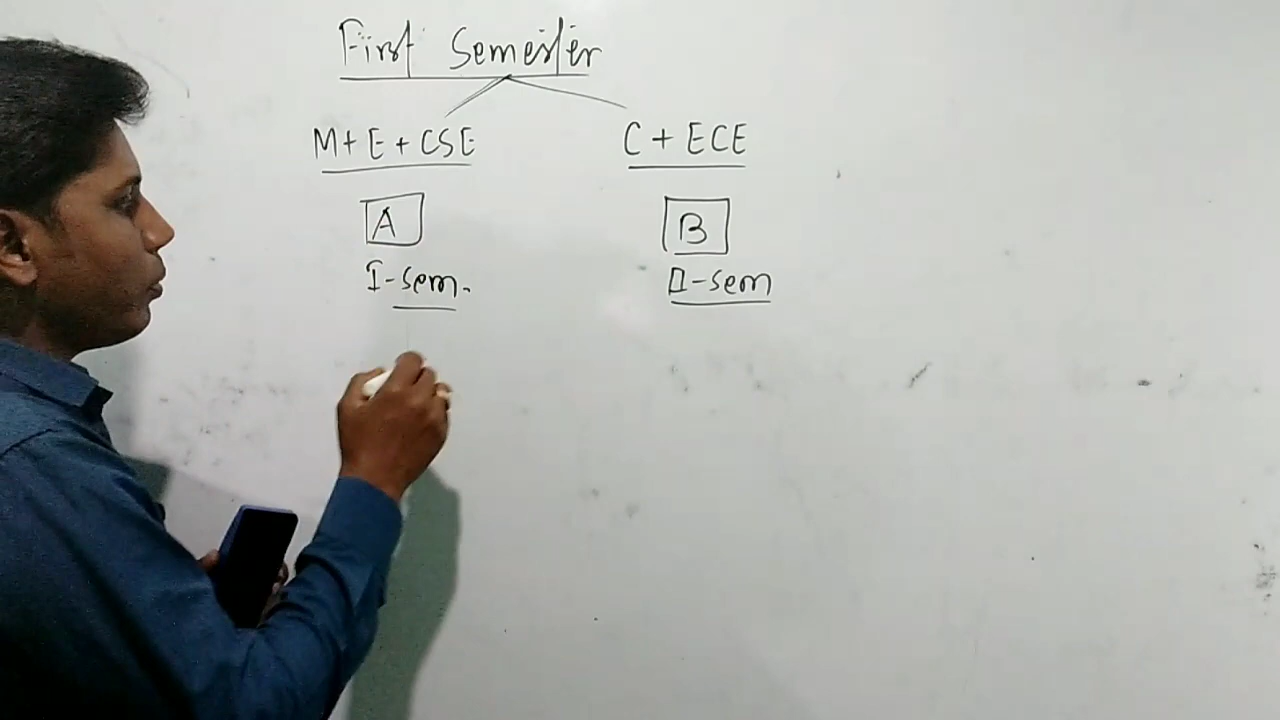 First Semester
M+E+CSE
C+ECE
A
B
I-sem.
II-sem